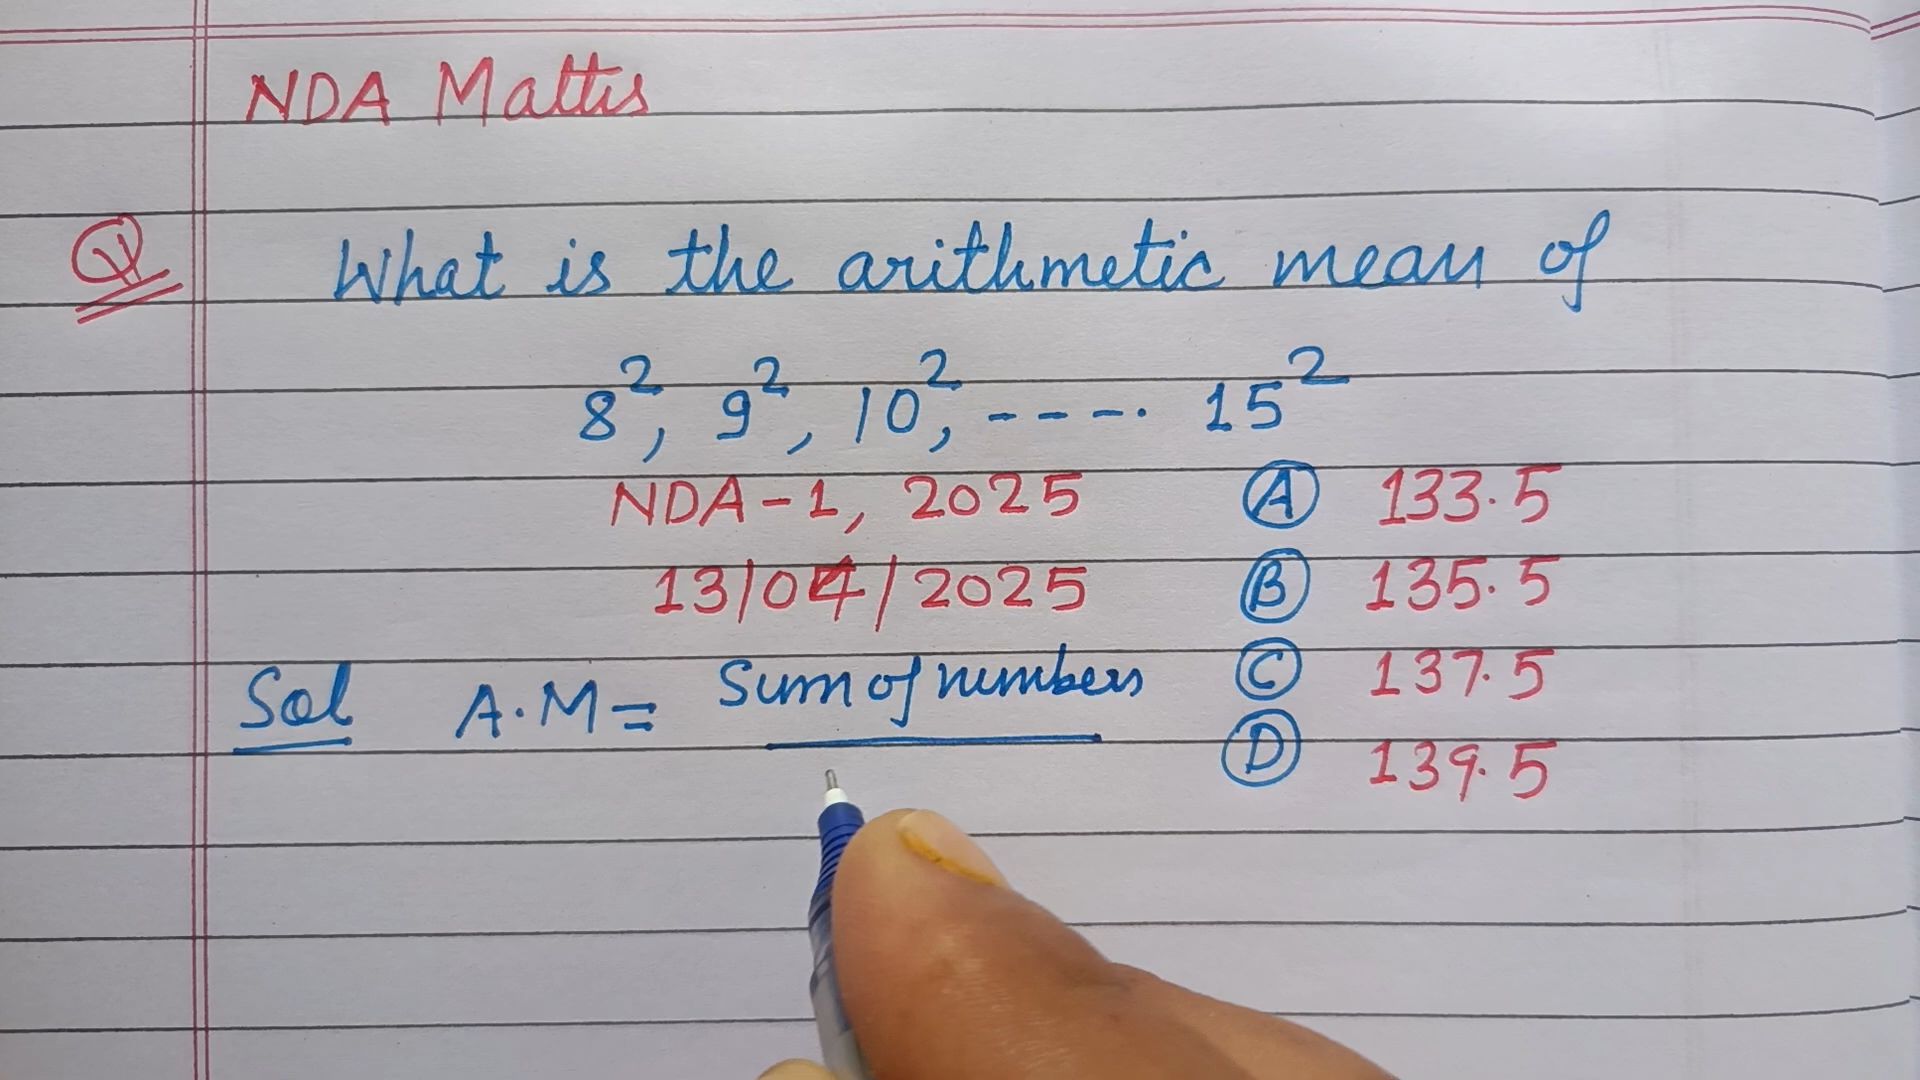 NDA Maths
Q What is the arithmetic mean of
8², 9², 10², ----. 15²
NDA-1, 2025
13/04/2025
A 133.5
B 135.5
C 137.5
D 139.5
Sol A.M = Sum of numbers